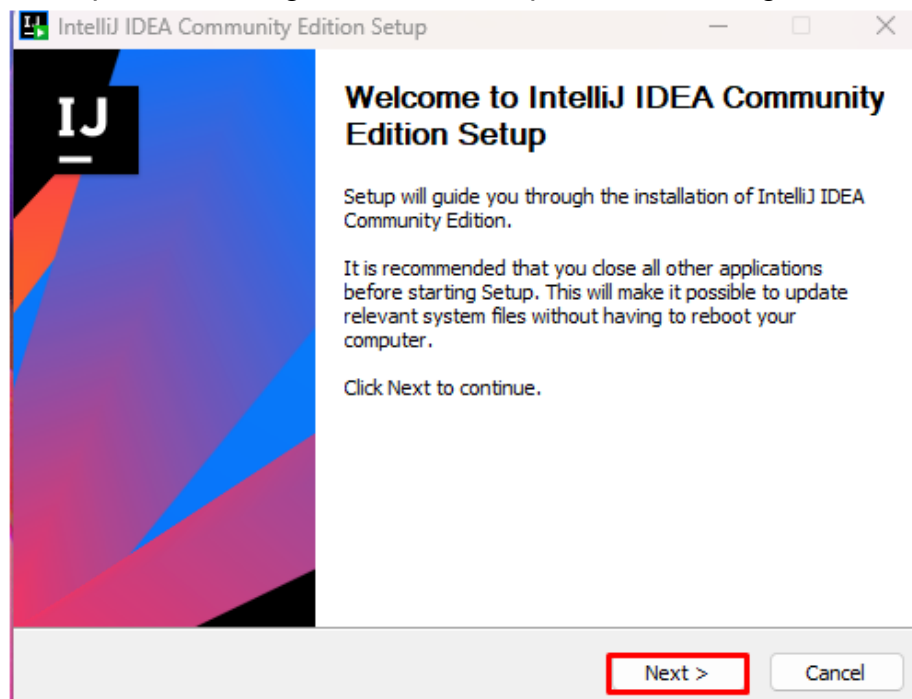 IntelliJ IDEA Community Edition Setup
IJ
Welcome to IntelliJ IDEA Community
Edition Setup
Setup will guide you through the installation of IntelliJ IDEA
Community Edition.
It is recommended that you close all other applications
before starting Setup. This will make it possible to update
relevant system files without having to reboot your
computer.
Click Next to continue.
Next >
Cancel